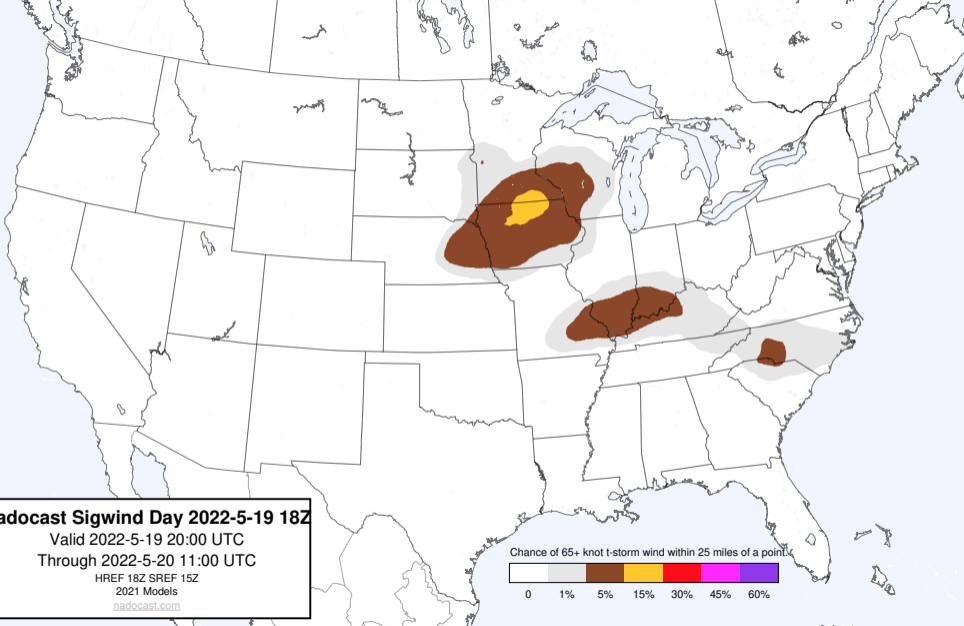 adocast Sigwind Day 2022-5-19 18Z
Valid 2022-5-19 20:00 UTC
Through 2022-5-20 11:00 UTC
HREF 18Z SREF 15Z
2021 Models
nadocast.com
Chance of 65+ knot t-storm wind within 25 miles of a point.
0 1% 5% 15% 30% 45% 60%